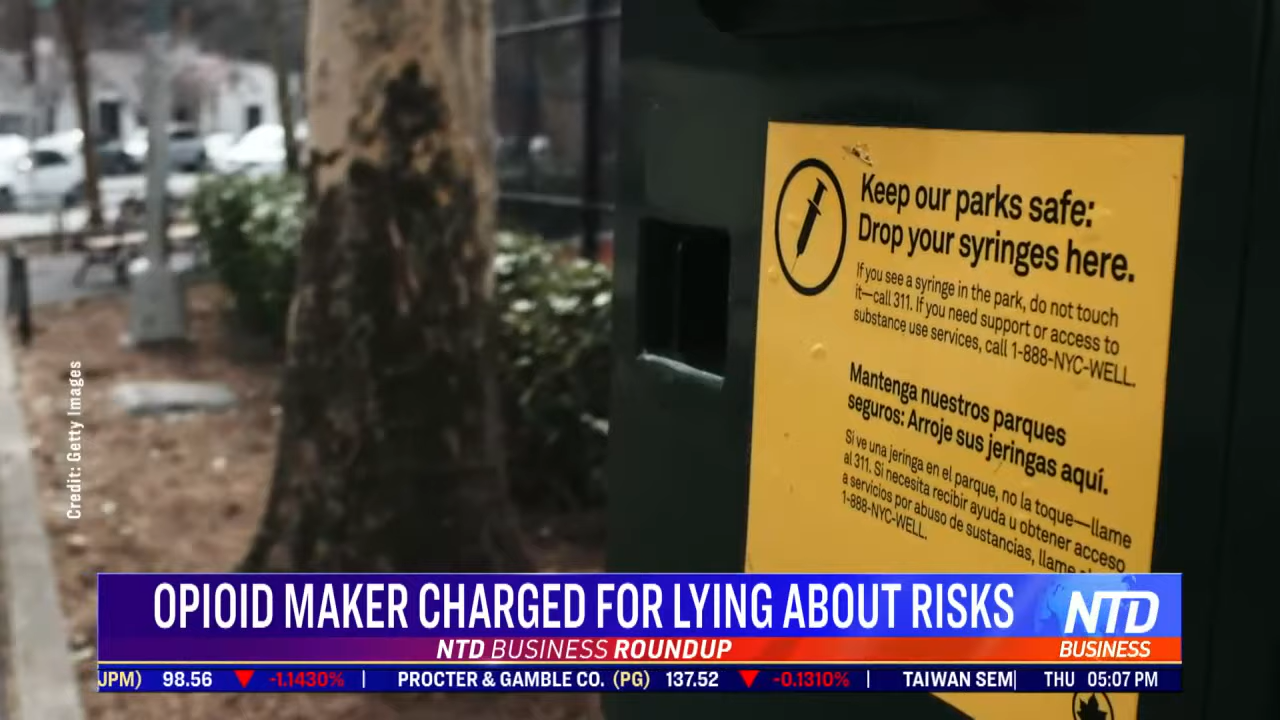 Keep our parks safe:
Drop your syringes here.
If you see a syringe in the park, do not touch
it—call 311. If you need support or access to
substance use services, call 1-888-NYC-WELL.
Mantenga nuestros parques
seguros: Arroje sus jeringas aquí.
Si ve una jeringa en el parque, no la toque—llame
al 311. Si necesita recibir ayuda u obtener acceso
a servicios por abuso de sustancias, llame al
1-888-NYC-WELL.
Credit: Getty Images
OPIOID MAKER CHARGED FOR LYING ABOUT RISKS
NTD
BUSINESS
NTD BUSINESS ROUNDUP
JPM) 98.56 ▼ -1.1430% | PROCTER & GAMBLE CO. (PG) 137.52 ▼ -0.1310% | TAIWAN SEM| THU 05:07 PM